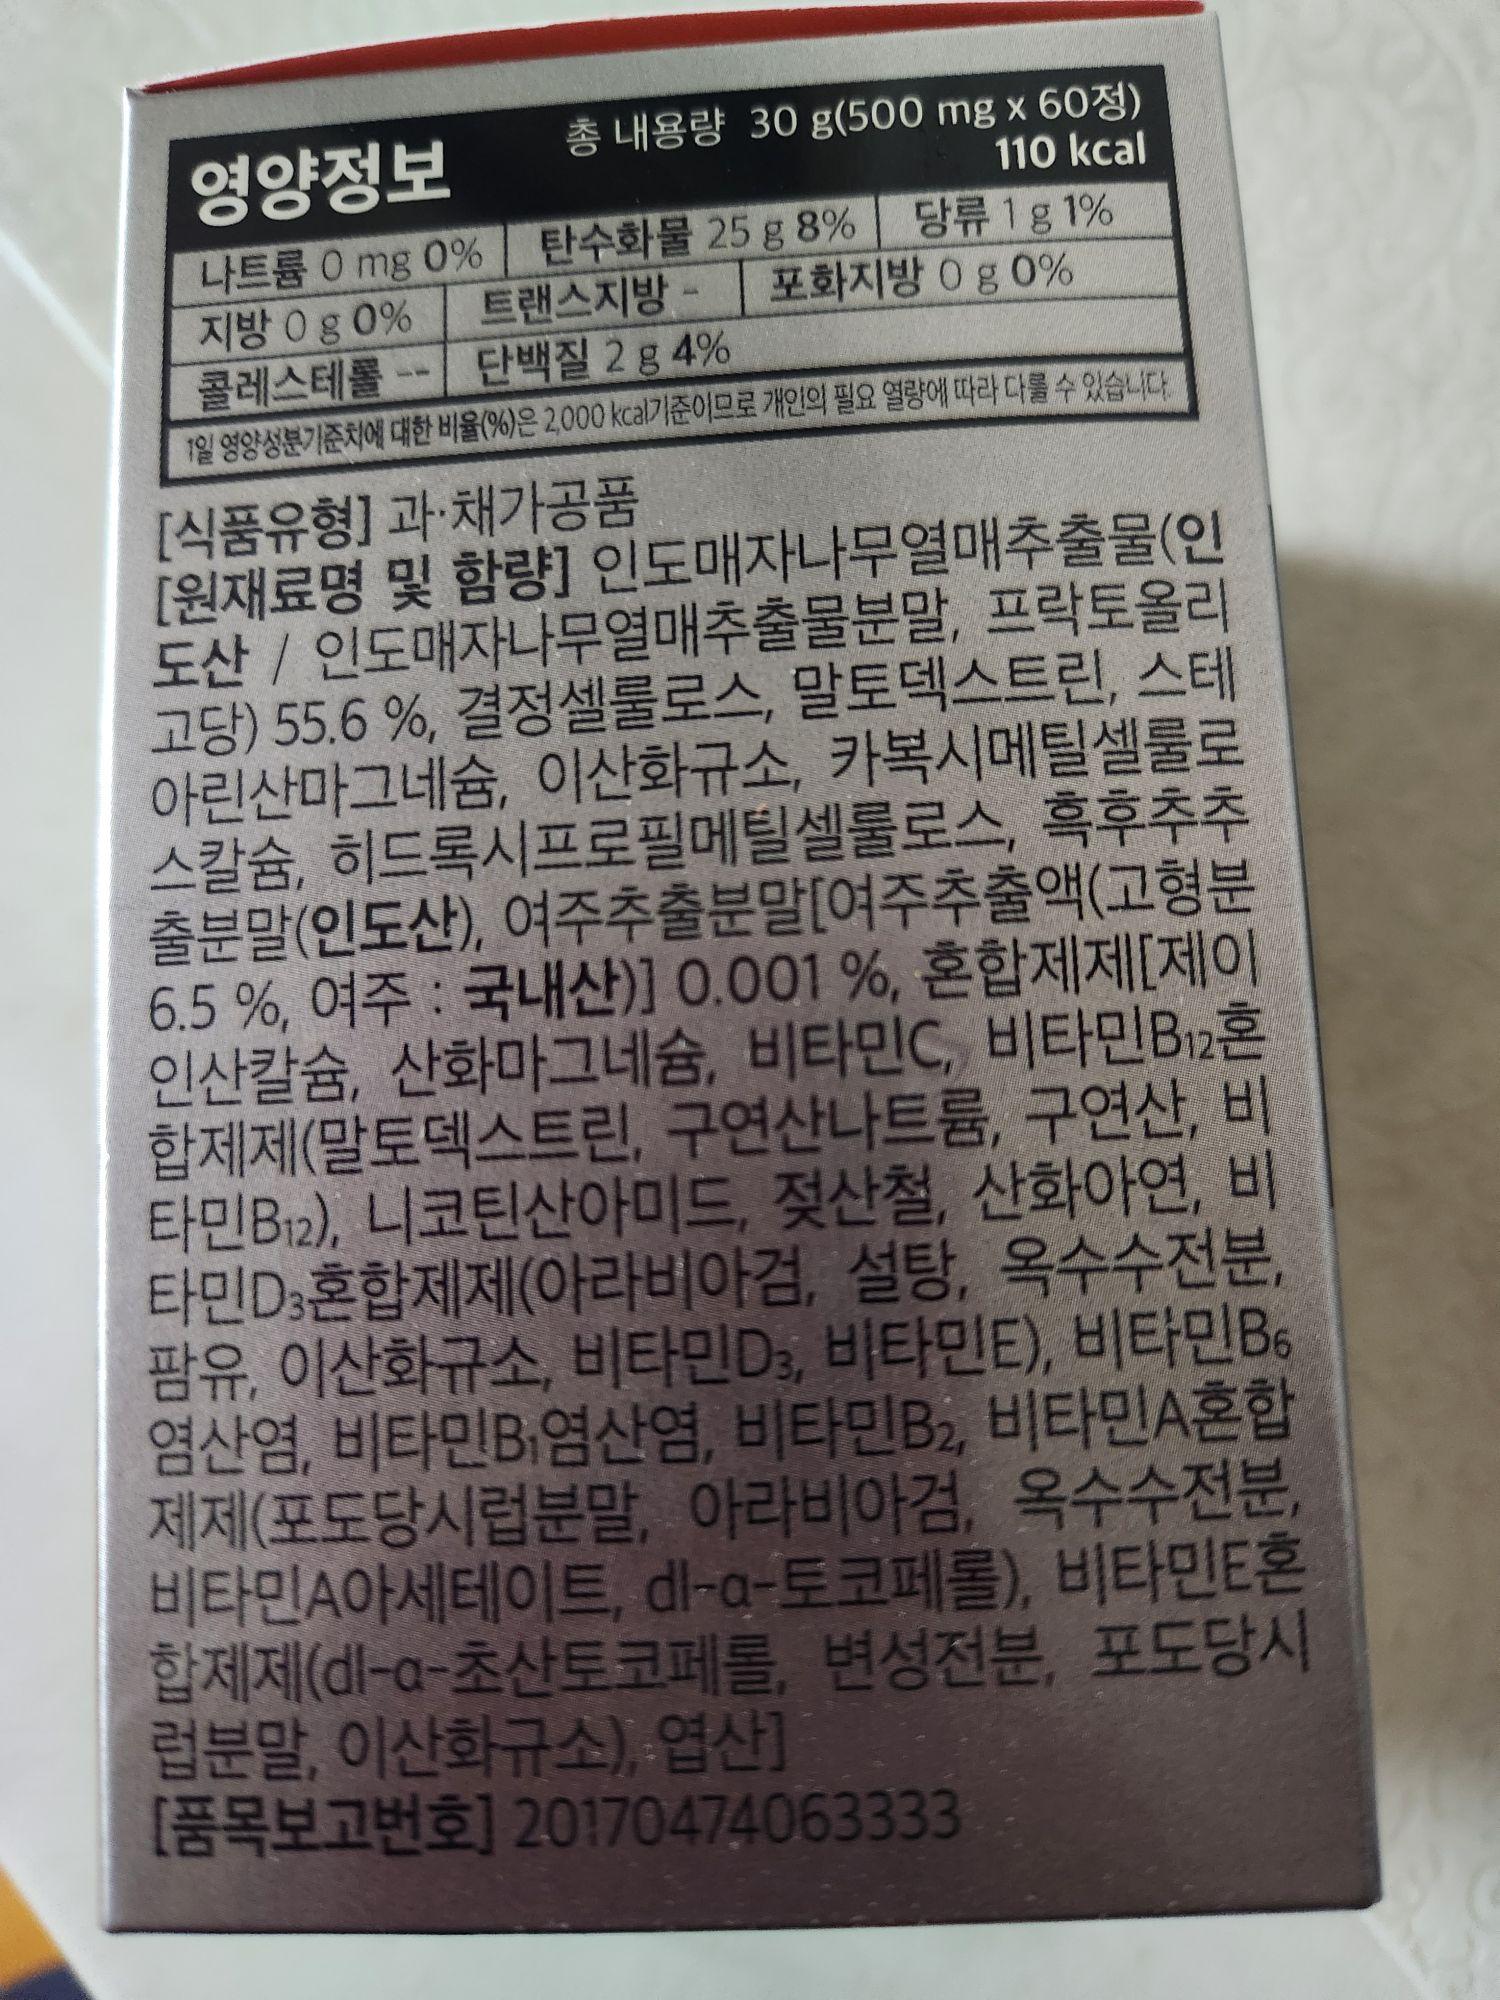 영양정보 총 내용량 30 g(500 mg x 60정)
110 kcal
나트륨 0 mg 0% 탄수화물 25 g 8% 당류 1 g 1%
지방 0 g 0% 트랜스지방 - 포화지방 0 g 0%
콜레스테롤 -- 단백질 2 g 4%
1일 영양성분기준치에 대한 비율(%)은 2,000 kcal기준이므로 개인의 필요 열량에 따라 다를 수 있습니다.
[식품유형] 과·채가공품
[원재료명 및 함량] 인도매자나무열매추출물(인
도산 / 인도매자나무열매추출물분말, 프락토올리
고당) 55.6 %, 결정셀룰로스, 말토덱스트린, 스테
아린산마그네슘, 이산화규소, 카복시메틸셀룰로
스칼슘, 히드록시프로필메틸셀룰로스, 흑후추추
출분말(인도산), 여주추출분말[여주추출액(고형분
6.5 %, 여주 : 국내산)] 0.001 %, 혼합제제[제이
인산칼슘, 산화마그네슘, 비타민C, 비타민B₁₂혼
합제제(말토덱스트린, 구연산나트륨, 구연산, 비
타민B₁₂), 니코틴산아미드, 젖산철, 산화아연, 비
타민D₃혼합제제(아라비아검, 설탕, 옥수수전분,
팜유, 이산화규소, 비타민D₃, 비타민E), 비타민B₆
염산염, 비타민B₁염산염, 비타민B₂, 비타민A혼합
제제(포도당시럽분말, 아라비아검, 옥수수전분,
비타민A아세테이트, dl-α-토코페롤), 비타민E혼
합제제(dl-α-초산토코페롤, 변성전분, 포도당시
럽분말, 이산화규소), 엽산]
[품목보고번호] 20170474063333